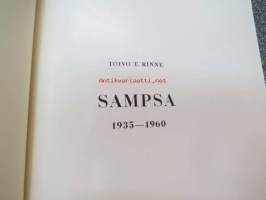 TOIVO T. RINNE
Antikvariaatti.net
SAMPSA
1935—1960